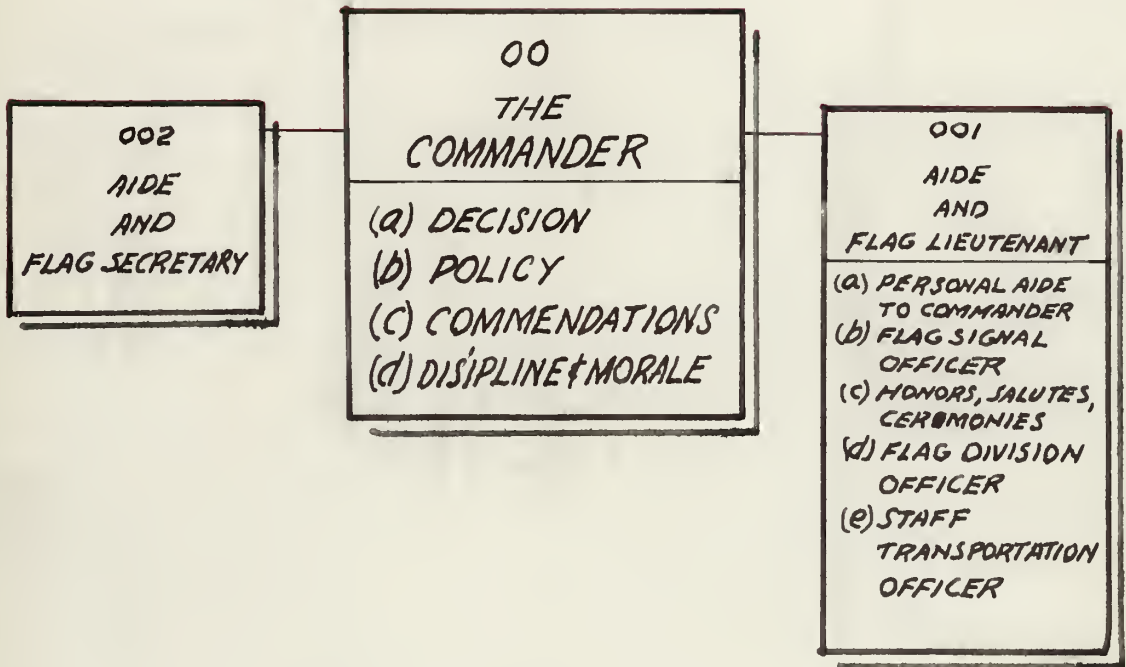 002
AIDE
AND
FLAG SECRETARY
00
THE
COMMANDER
(a) DECISION
(b) POLICY
(c) COMMENDATIONS
(d) DISIPLINE & MORALE
001
AIDE
AND
FLAG LIEUTENANT
(a) PERSONAL AIDE
TO COMMANDER
(b) FLAG SIGNAL
OFFICER
(c) HONORS, SALUTES,
CEREMONIES
(d) FLAG DIVISION
OFFICER
(e) STAFF
TRANSPORTATION
OFFICER